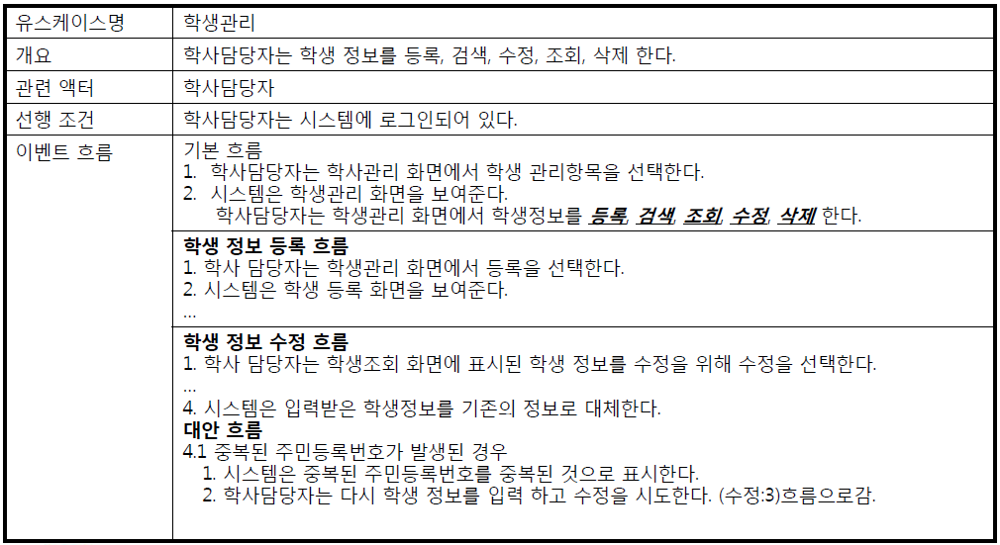 유스케이스명 학생관리
개요 학사담당자는 학생 정보를 등록, 검색, 수정, 조회, 삭제 한다.
관련 액터 학사담당자
선행 조건 학사담당자는 시스템에 로그인되어 있다.
이벤트 흐름 기본 흐름
1. 학사담당자는 학사관리 화면에서 학생 관리항목을 선택한다.
2. 시스템은 학생관리 화면을 보여준다.
학사담당자는 학생관리 화면에서 학생정보를 등록, 검색, 조회, 수정, 삭제 한다.
학생 정보 등록 흐름
1. 학사 담당자는 학생관리 화면에서 등록을 선택한다.
2. 시스템은 학생 등록 화면을 보여준다.
...
학생 정보 수정 흐름
1. 학사 담당자는 학생조회 화면에 표시된 학생 정보를 수정을 위해 수정을 선택한다.
...
4. 시스템은 입력받은 학생정보를 기존의 정보로 대체한다.
대안 흐름
4.1 중복된 주민등록번호가 발생된 경우
1. 시스템은 중복된 주민등록번호를 중복된 것으로 표시한다.
2. 학사담당자는 다시 학생 정보를 입력 하고 수정을 시도한다. (수정:3)흐름으로감.